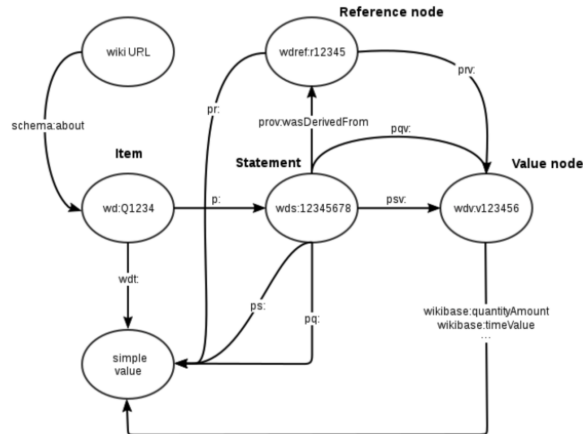 Reference node
wiki URL
wdref:r12345
prv:
pr:
schema:about
prov:wasDerivedFrom
pqv:
Item
Statement
Value node
wd:Q1234
p:
wds:12345678
psv:
wdv:v123456
wdt:
ps:
pq:
wikibase:quantityAmount
wikibase:timeValue
...
simple
value